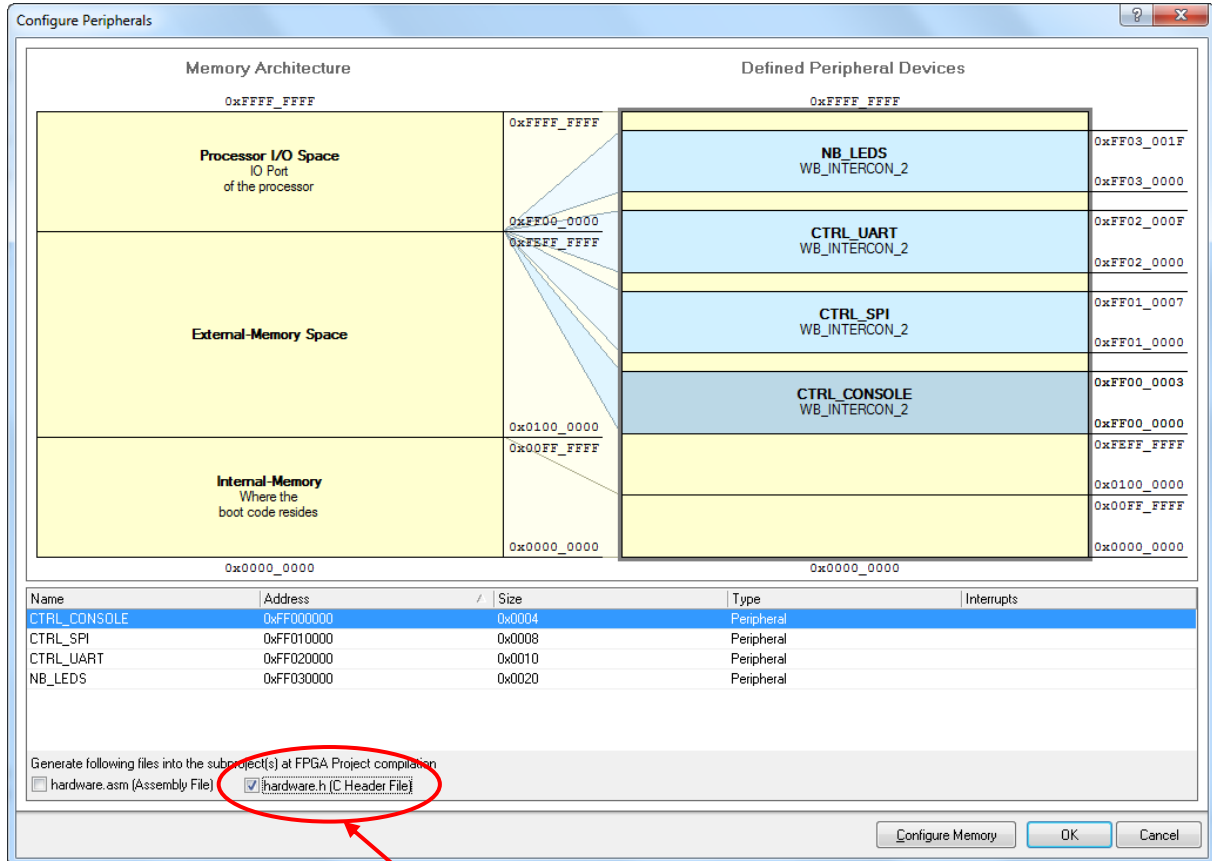 Configure Peripherals
Memory Architecture
Defined Peripheral Devices
0xFFFF_FFFF
0xFFFF_FFFF
0xFFFF_FFFF
Processor I/O Space
IO Port
of the processor
0xFF00_0000
0xFEFF_FFFF
External-Memory Space
0x0100_0000
0x00FF_FFFF
Internal-Memory
Where the
boot code resides
0x0000_0000
0x0000_0000
NB_LEDS
WB_INTERCON_2
0xFF03_001F
0xFF03_0000
CTRL_UART
WB_INTERCON_2
0xFF02_000F
0xFF02_0000
CTRL_SPI
WB_INTERCON_2
0xFF01_0007
0xFF01_0000
CTRL_CONSOLE
WB_INTERCON_2
0xFF00_0003
0xFF00_0000
0xFEFF_FFFF
0x0100_0000
0x00FF_FFFF
0x0000_0000
0x0000_0000
Name Address Size Type Interrupts
CTRL_CONSOLE 0xFF000000 0x0004 Peripheral
CTRL_SPI 0xFF010000 0x0008 Peripheral
CTRL_UART 0xFF020000 0x0010 Peripheral
NB_LEDS 0xFF030000 0x0020 Peripheral
Generate following files into the subproject(s) at FPGA Project compilation
hardware.asm (Assembly File) hardware.h (C Header File)
Configure Memory OK Cancel